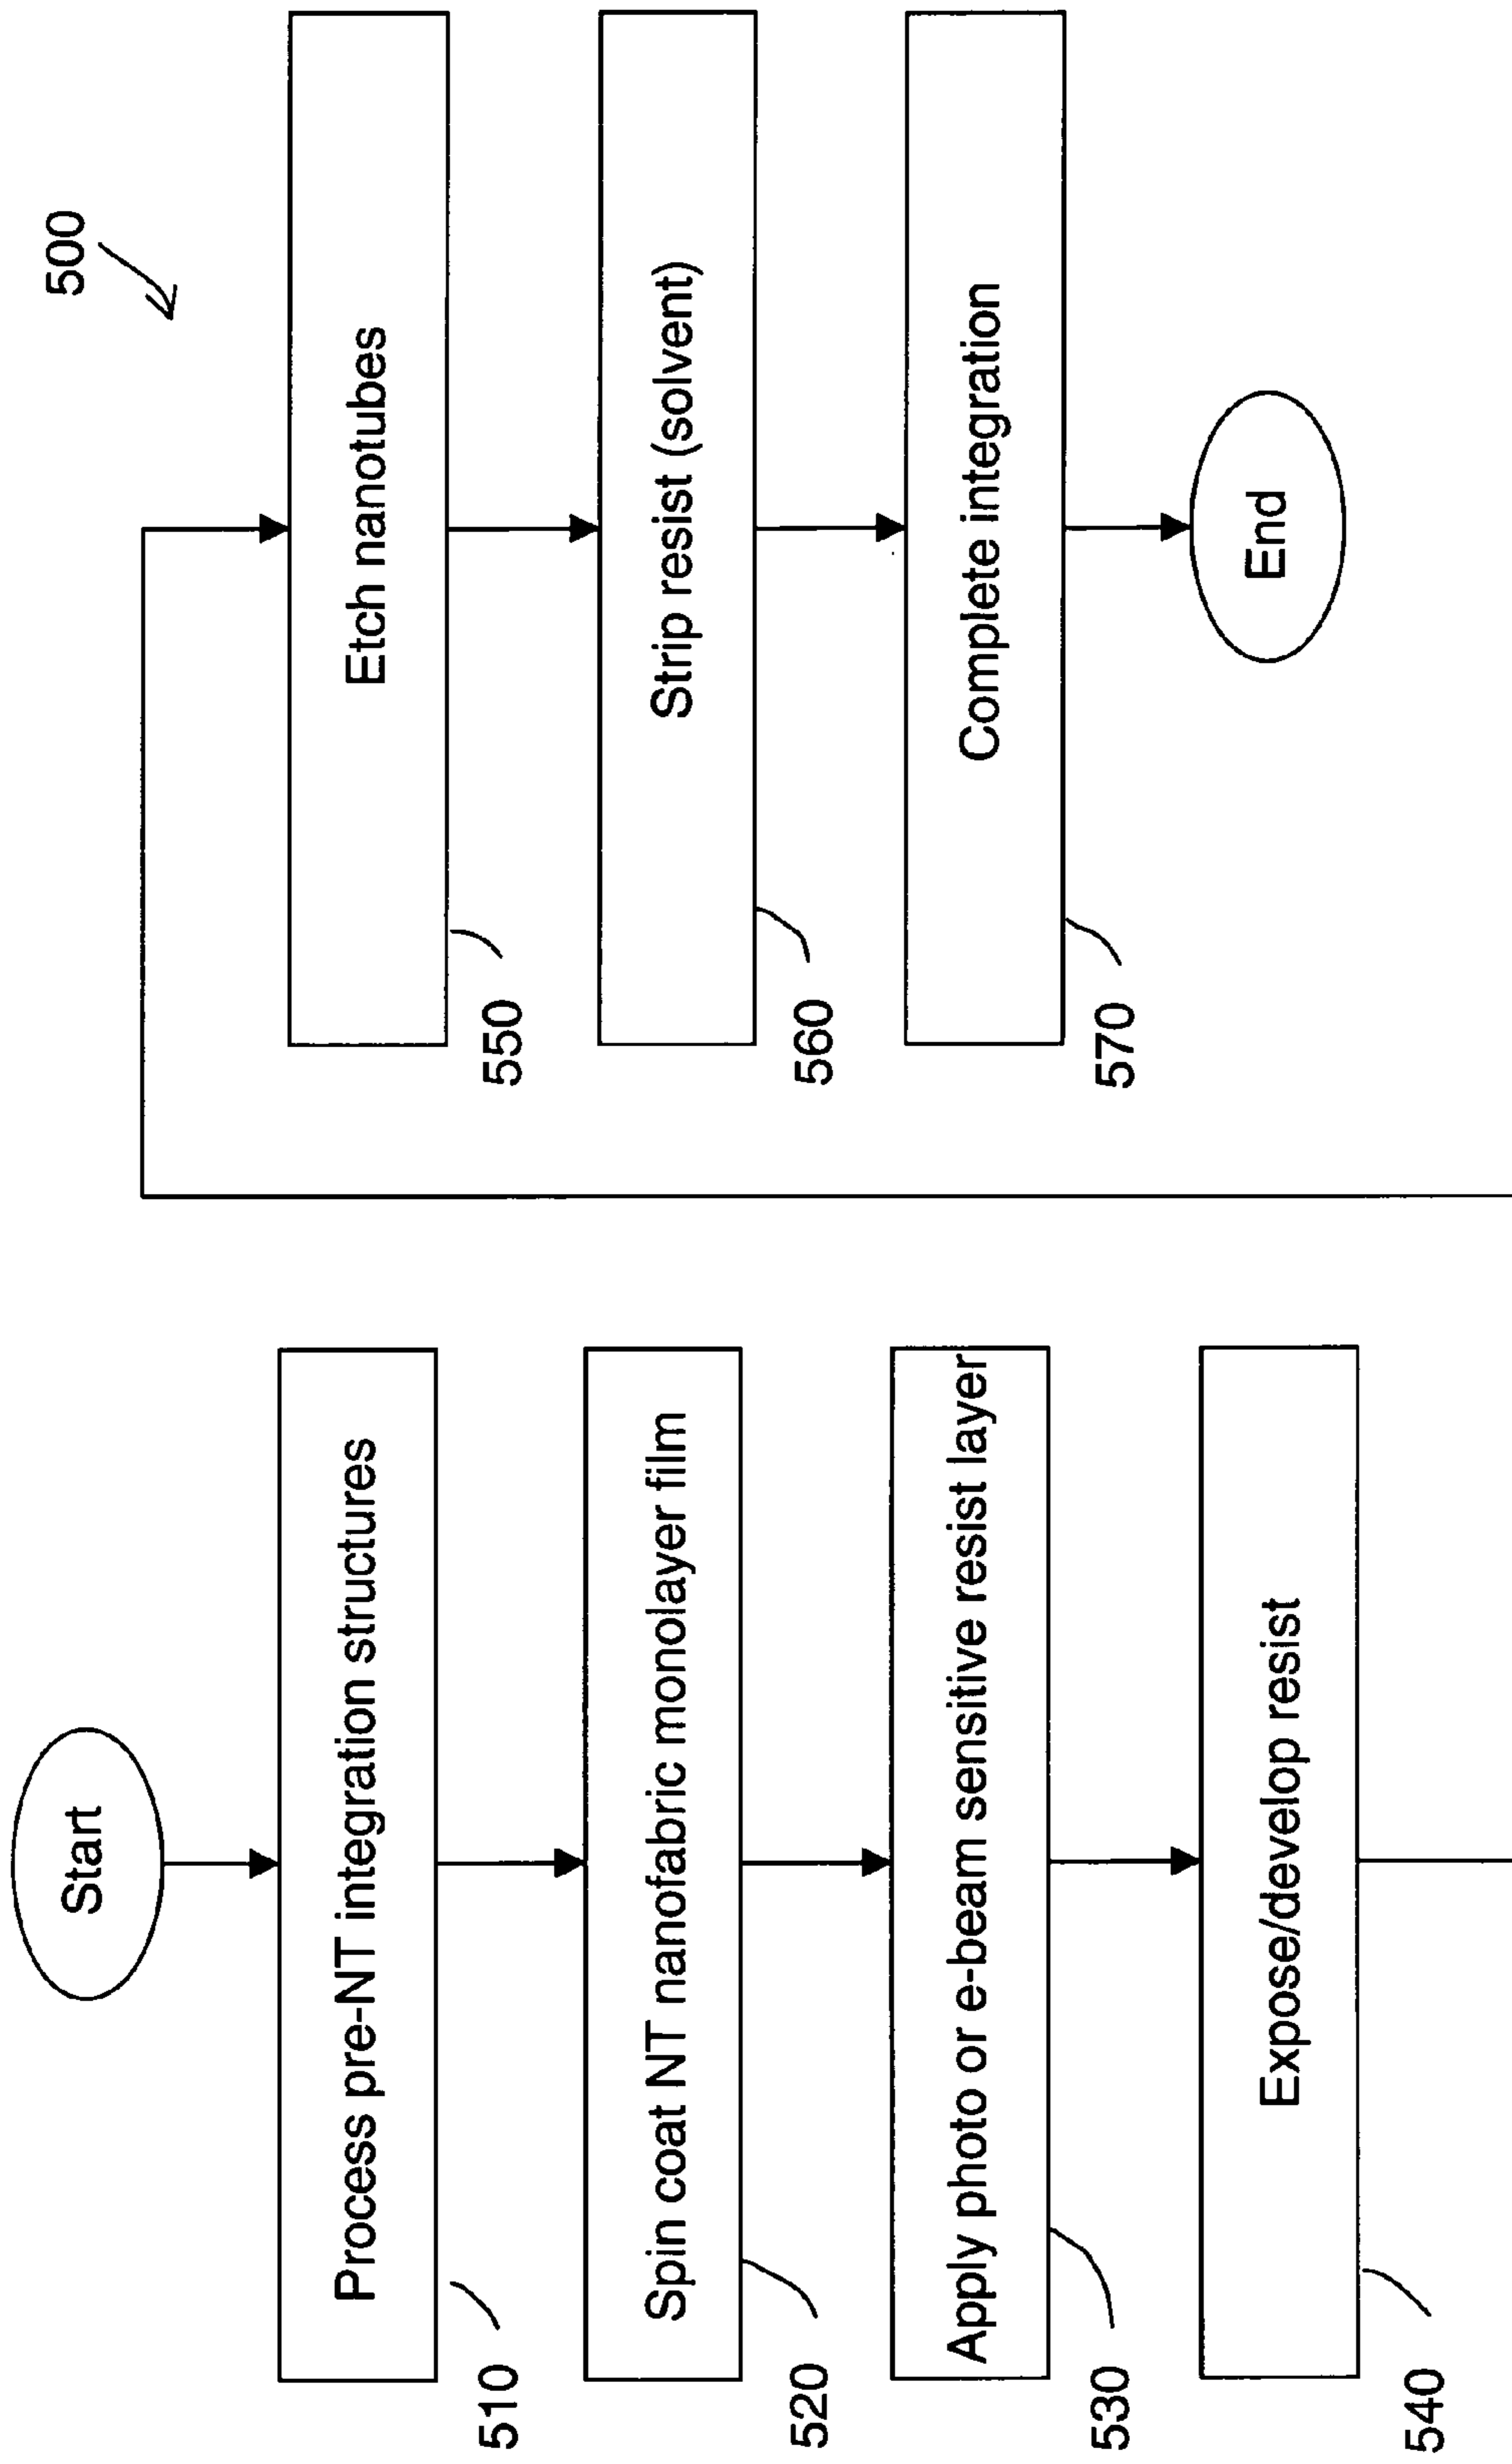 500
Start
Process pre-NT integration structures
510
Spin coat NT nanofabric monolayer film
520
Apply photo or e-beam sensitive resist layer
530
Expose/develop resist
540
Etch nanotubes
550
Strip resist (solvent)
560
Complete integration
570
End